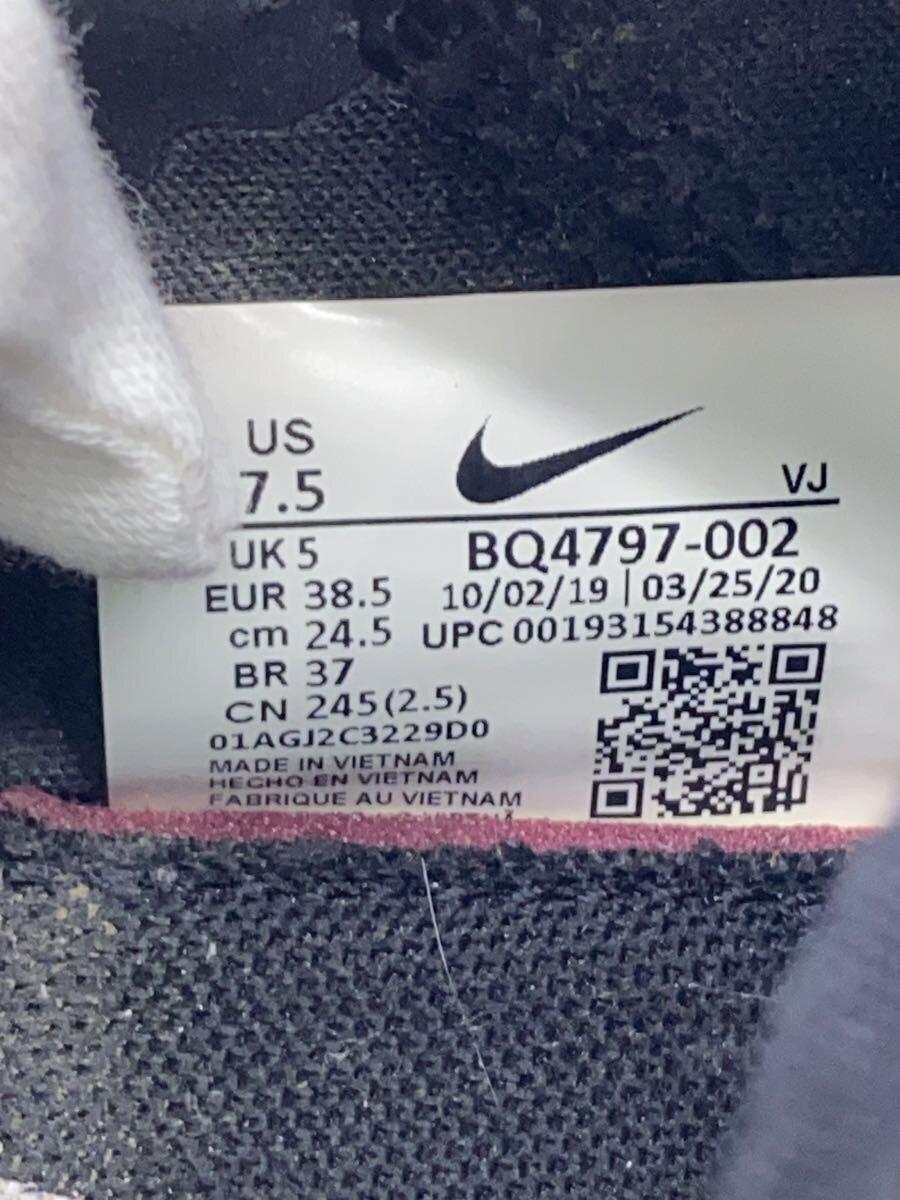 US
7.5
VJ
UK 5
BQ4797-002
EUR 38.5
10/02/19 | 03/25/20
cm 24.5
UPC 00193154388848
BR 37
CN 245(2.5)
01AGJ2C3229D0
MADE IN VIETNAM
HECHO EN VIETNAM
FABRIQUE AU VIETNAM